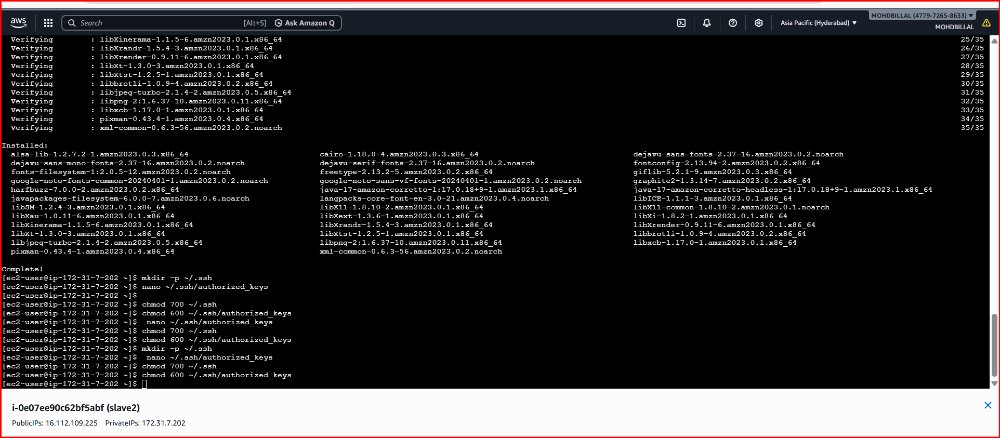 aws
Search [Alt+S] Ask Amazon Q Asia Pacific (Hyderabad) ▼ MOHDBILLAL (4779-7265-8633) ▼
MOHDBILLAL
Verifying : libXinerama-1.1.5-6.amzn2023.0.1.x86_64 25/35
Verifying : libXrandr-1.5.4-3.amzn2023.0.1.x86_64 26/35
Verifying : libXrender-0.9.11-6.amzn2023.0.1.x86_64 27/35
Verifying : libXt-1.3.0-3.amzn2023.0.1.x86_64 28/35
Verifying : libXtst-1.2.5-1.amzn2023.0.1.x86_64 29/35
Verifying : libbrotli-1.0.9-4.amzn2023.0.2.x86_64 30/35
Verifying : libjpeg-turbo-2.1.4-2.amzn2023.0.5.x86_64 31/35
Verifying : libpng-2:1.6.37-10.amzn2023.0.11.x86_64 32/35
Verifying : libxcb-1.17.0-1.amzn2023.0.1.x86_64 33/35
Verifying : pixman-0.43.4-1.amzn2023.0.4.x86_64 34/35
Verifying : xml-common-0.6.3-56.amzn2023.0.2.noarch 35/35
Installed:
alsa-lib-1.2.7.2-1.amzn2023.0.3.x86_64 cairo-1.18.0-4.amzn2023.0.3.x86_64 dejavu-sans-fonts-2.37-16.amzn2023.0.2.noarch
dejavu-sans-mono-fonts-2.37-16.amzn2023.0.2.noarch dejavu-serif-fonts-2.37-16.amzn2023.0.2.noarch fontconfig-2.13.94-2.amzn2023.0.2.x86_64
fonts-filesystem-1:2.0.5-12.amzn2023.0.2.noarch freetype-2.13.2-5.amzn2023.0.2.x86_64 giflib-5.2.1-9.amzn2023.0.3.x86_64
google-noto-fonts-common-20240401-1.amzn2023.0.2.noarch google-noto-sans-vf-fonts-20240401-1.amzn2023.0.2.noarch graphite2-1.3.14-7.amzn2023.0.2.x86_64
harfbuzz-7.0.0-2.amzn2023.0.2.x86_64 java-17-amazon-corretto-1:17.0.18+9-1.amzn2023.1.x86_64 java-17-amazon-corretto-headless-1:17.0.18+9-1.amzn2023.1.x86_64
javapackages-filesystem-6.0.0-7.amzn2023.0.6.noarch langpacks-core-font-en-3.0-21.amzn2023.0.4.noarch libICE-1.1.1-3.amzn2023.0.1.x86_64
libSM-1.2.4-3.amzn2023.0.1.x86_64 libX11-1.8.10-2.amzn2023.0.1.x86_64 libX11-common-1.8.10-2.amzn2023.0.1.noarch
libXau-1.0.11-6.amzn2023.0.1.x86_64 libXext-1.3.6-1.amzn2023.0.1.x86_64 libXi-1.8.2-1.amzn2023.0.1.x86_64
libXinerama-1.1.5-6.amzn2023.0.1.x86_64 libXrandr-1.5.4-3.amzn2023.0.1.x86_64 libXrender-0.9.11-6.amzn2023.0.1.x86_64
libXt-1.3.0-3.amzn2023.0.1.x86_64 libXtst-1.2.5-1.amzn2023.0.1.x86_64 libbrotli-1.0.9-4.amzn2023.0.2.x86_64
libjpeg-turbo-2.1.4-2.amzn2023.0.5.x86_64 libpng-2:1.6.37-10.amzn2023.0.11.x86_64 libxcb-1.17.0-1.amzn2023.0.1.x86_64
pixman-0.43.4-1.amzn2023.0.4.x86_64 xml-common-0.6.3-56.amzn2023.0.2.noarch
Complete!
[ec2-user@ip-172-31-7-202 ~]$ mkdir -p ~/.ssh
[ec2-user@ip-172-31-7-202 ~]$ nano ~/.ssh/authorized_keys
[ec2-user@ip-172-31-7-202 ~]$
[ec2-user@ip-172-31-7-202 ~]$ chmod 700 ~/.ssh
[ec2-user@ip-172-31-7-202 ~]$ chmod 600 ~/.ssh/authorized_keys
[ec2-user@ip-172-31-7-202 ~]$  nano ~/.ssh/authorized_keys
[ec2-user@ip-172-31-7-202 ~]$ chmod 700 ~/.ssh
[ec2-user@ip-172-31-7-202 ~]$ chmod 600 ~/.ssh/authorized_keys
[ec2-user@ip-172-31-7-202 ~]$ mkdir -p ~/.ssh
[ec2-user@ip-172-31-7-202 ~]$  nano ~/.ssh/authorized_keys
[ec2-user@ip-172-31-7-202 ~]$ chmod 700 ~/.ssh
[ec2-user@ip-172-31-7-202 ~]$ chmod 600 ~/.ssh/authorized_keys
[ec2-user@ip-172-31-7-202 ~]$
i-0e07ee90c62bf5abf (slave2)
PublicIPs: 16.112.109.225 PrivateIPs: 172.31.7.202